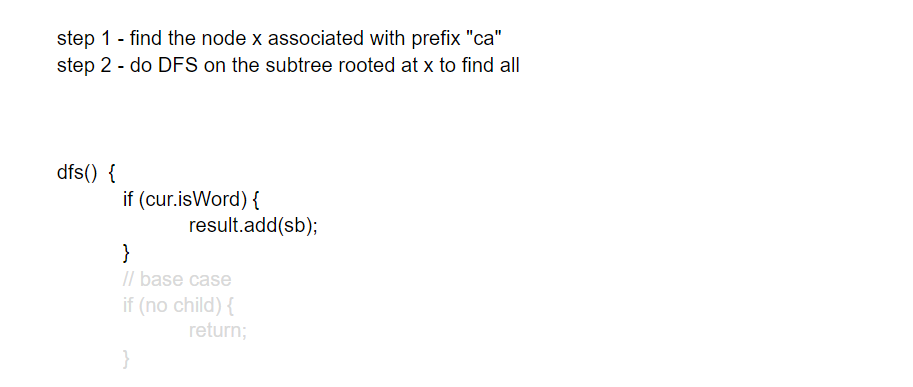 step 1 - find the node x associated with prefix "ca"
step 2 - do DFS on the subtree rooted at x to find all
dfs() {
if (cur.isWord) {
result.add(sb);
}
// base case
if (no child) {
return;
}